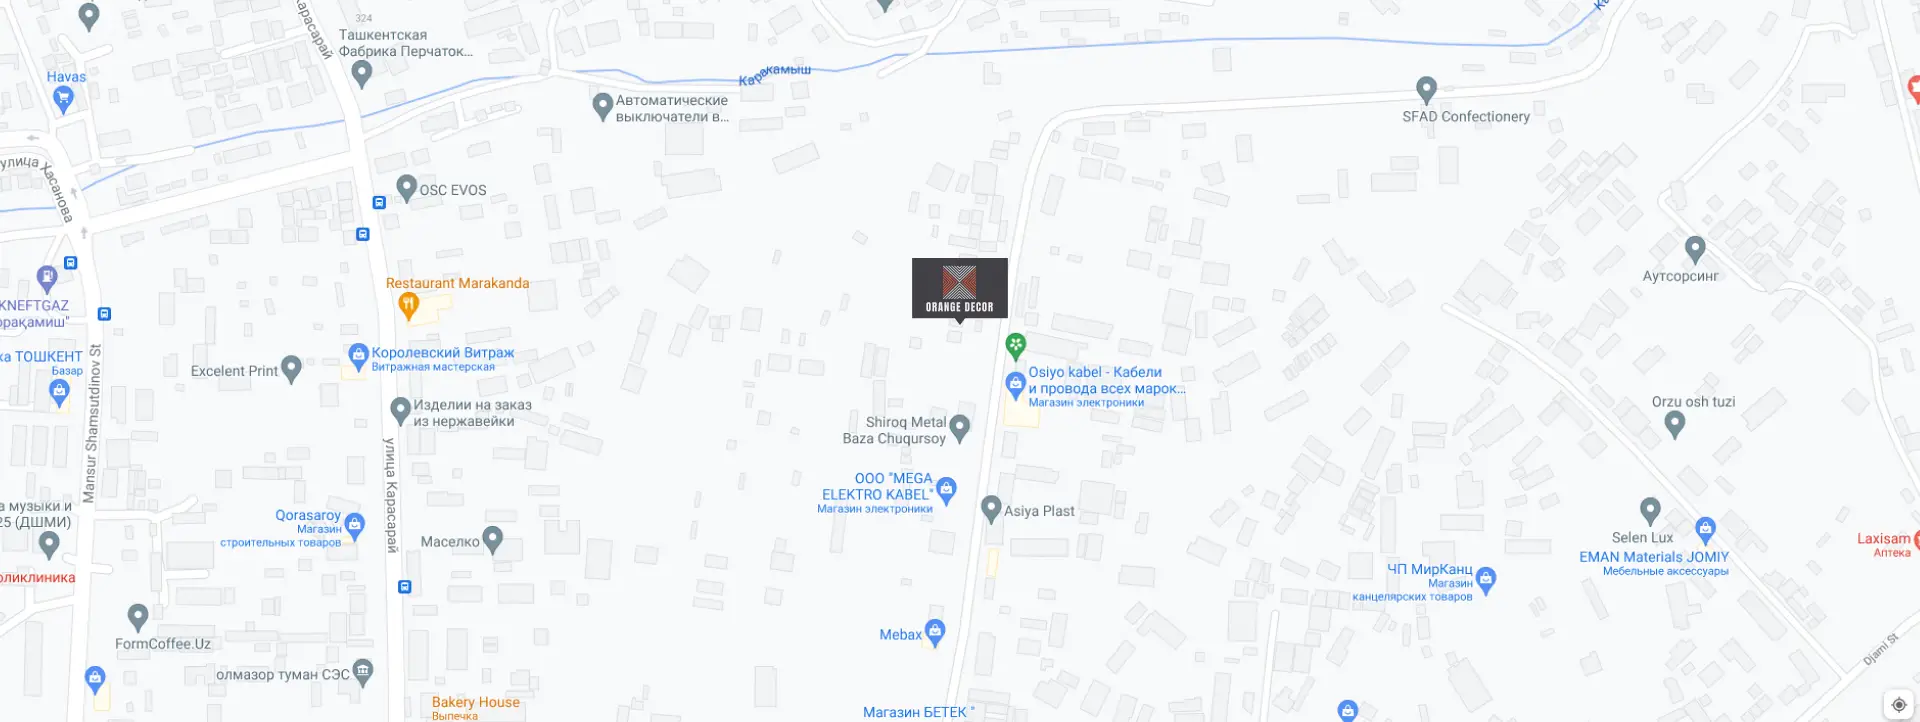 Карасарай
324
Ташкентская
Фабрика Перчаток...
Havas
Каракамыш
Автоматические
выключатели в...
SFAD Confectionery
улица Хасанова
OSC EVOS
Аутсорсинг
Restaurant Marakanda
ORANGE DECOR
KNEFTGAZ
орақамиш"
ка ТОШКЕНТ
Базар
Mansur Shamsutdinov St
Excelent Print
Королевский Витраж
Витражная мастерская
Osiyo kabel - Кабели
и провода всех марок...
Магазин электроники
Изделии на заказ
из нержавейки
Shiroq Metal
Baza Chuqursoy
Orzu osh tuzi
улица Карасарай
ООО "MEGA
ELEKTRO KABEL"
Магазин электроники
Asiya Plast
а музыки и
25 (ДШМИ)
Qorasaroy
Магазин
строительных товаров
Маселко
Selen Lux
EMAN Materials JOMIY
Мебельные аксессуары
Laxisam
Аптека
ЧП МирКанц
Магазин
канцелярских товаров
оликлиника
FormCoffee.Uz
Mebax
Djami St
олмазор туман СЭС
Bakery House
Выпечка
Магазин БЕТЕК "